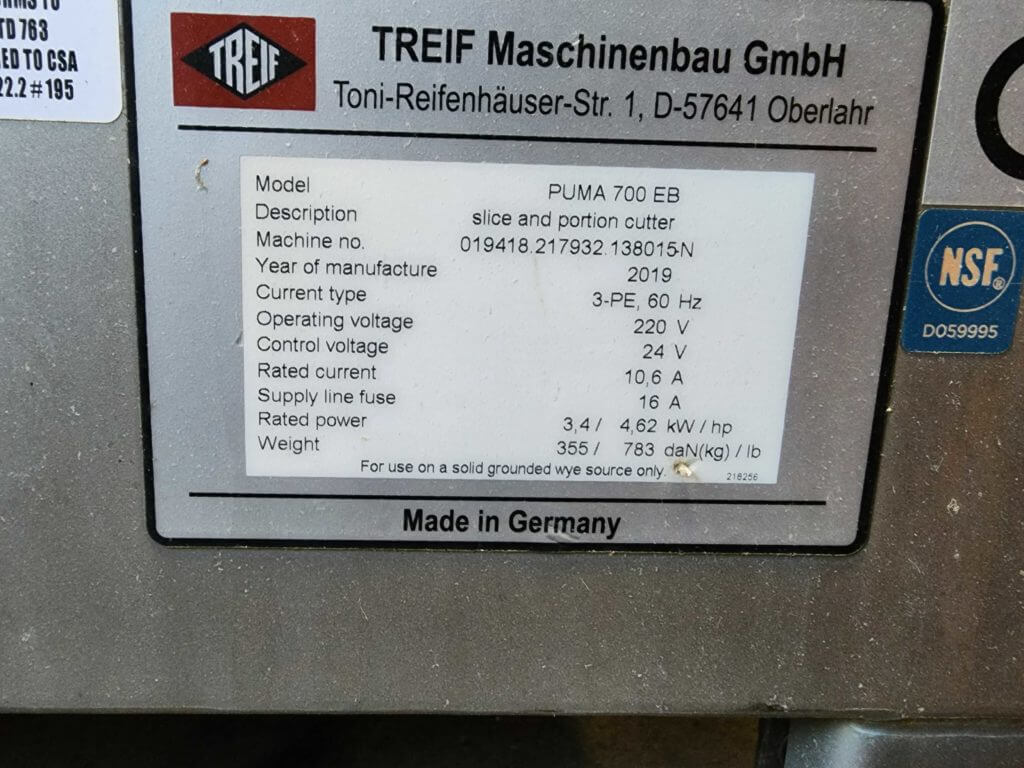 TD 763
ED TO CSA
22.2#195
TREIF
TREIF Maschinenbau GmbH
Toni-Reifenhäuser-Str. 1, D-57641 Oberlahr
Model PUMA 700 EB
Description slice and portion cutter
Machine no. 019418.217932.138015-N
Year of manufacture 2019
Current type 3-PE, 60 Hz
Operating voltage 220 V
Control voltage 24 V
Rated current 10,6 A
Supply line fuse 16 A
Rated power 3,4 / 4,62 kW / hp
Weight 355 / 783 daN(kg) / lb
For use on a solid grounded wye source only.
218256
Made in Germany
NSF®
DO59995